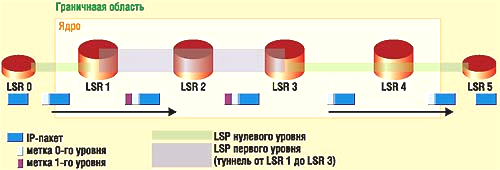 Граничнаая область
Ядро
LSR 0
LSR 1
LSR 2
LSR 3
LSR 4
LSR 5
IP-пакет
метка 0-го уровня
метка 1-го уровня
LSP нулевого уровня
LSP первого уровня
(туннель от LSR 1 до LSR 3)